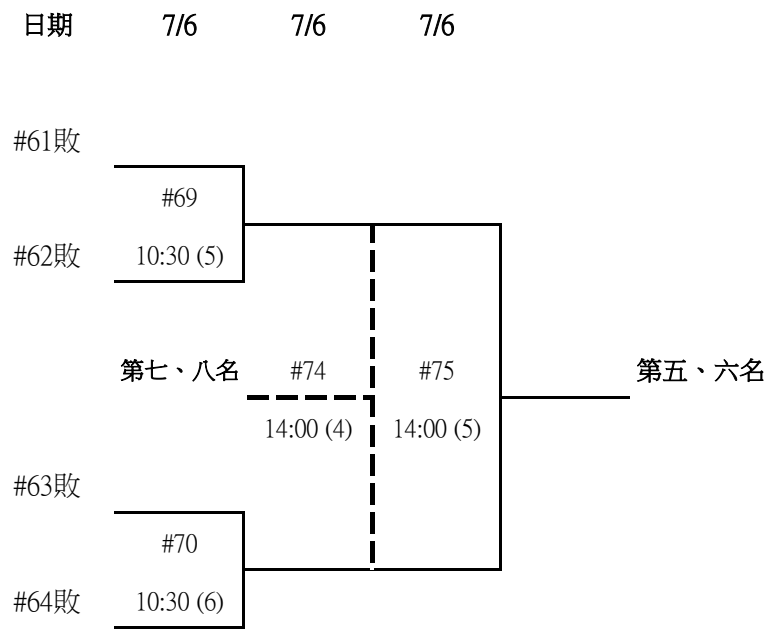 日期 7/6 7/6 7/6
#61敗
#69
#62敗 10:30 (5)
第七、八名 #74 #75 第五、六名
14:00 (4) 14:00 (5)
#63敗
#70
#64敗 10:30 (6)